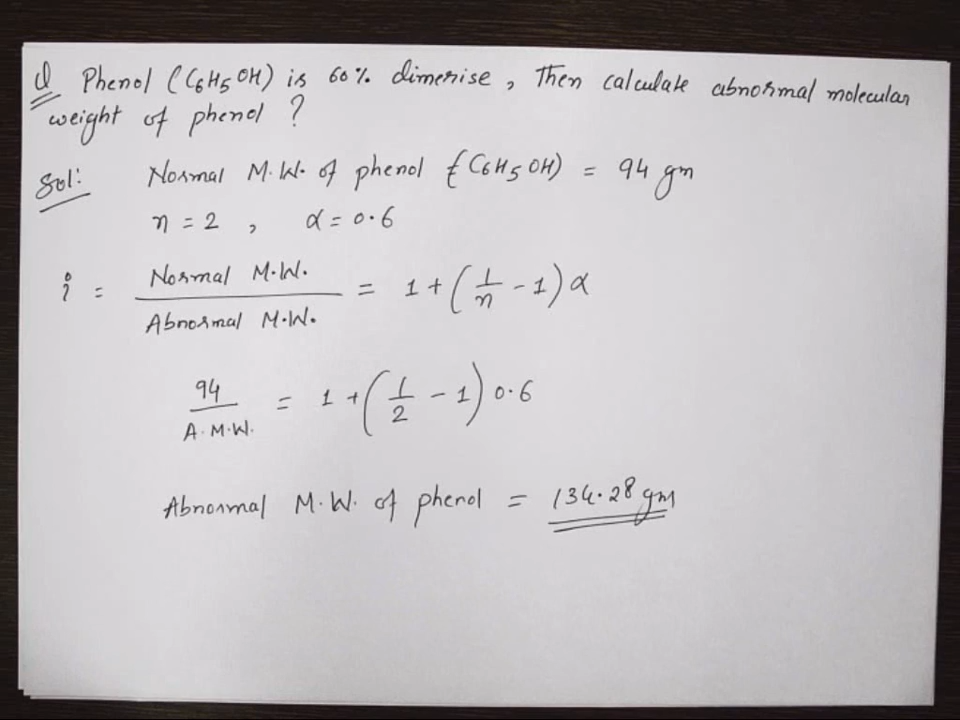 Q Phenol (C6H5OH) is 60% dimerise, Then calculate abnormal molecular
weight of phenol ?
Sol: Normal M.W. of phenol (C6H5OH) = 94 gm
n = 2 , α = 0.6
i = Normal M.W. / Abnormal M.W. = 1 + (1/n - 1) α
94 / A.M.W. = 1 + (1/2 - 1) 0.6
Abnormal M.W. of phenol = 134.28 gm